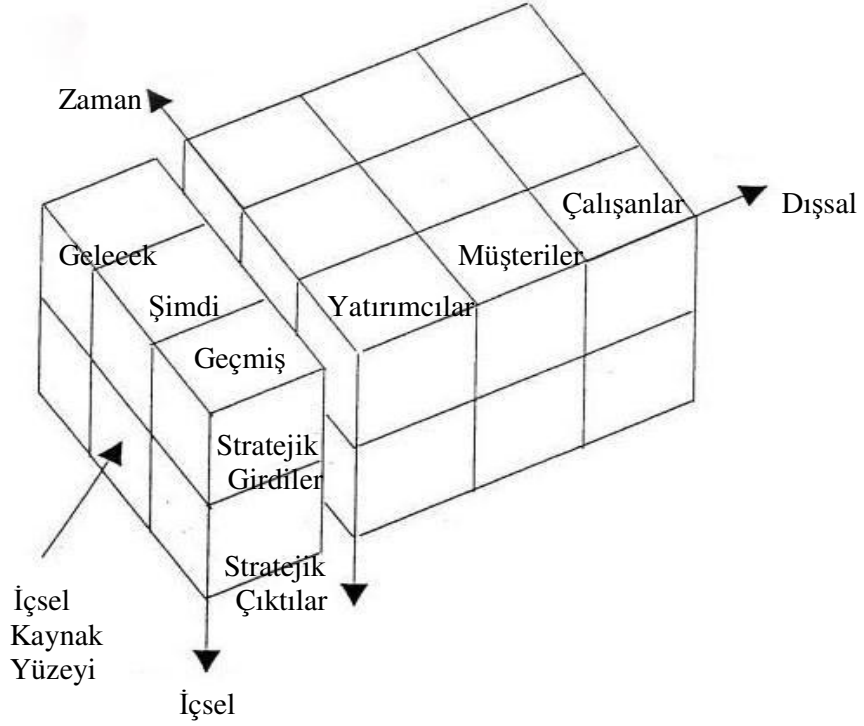 Zaman
Çalışanlar
Dışsal
Gelecek
Müşteriler
Şimdi
Yatırımcılar
Geçmiş
Stratejik
Girdiler
Stratejik
Çıktılar
İçsel
Kaynak
Yüzeyi
İçsel